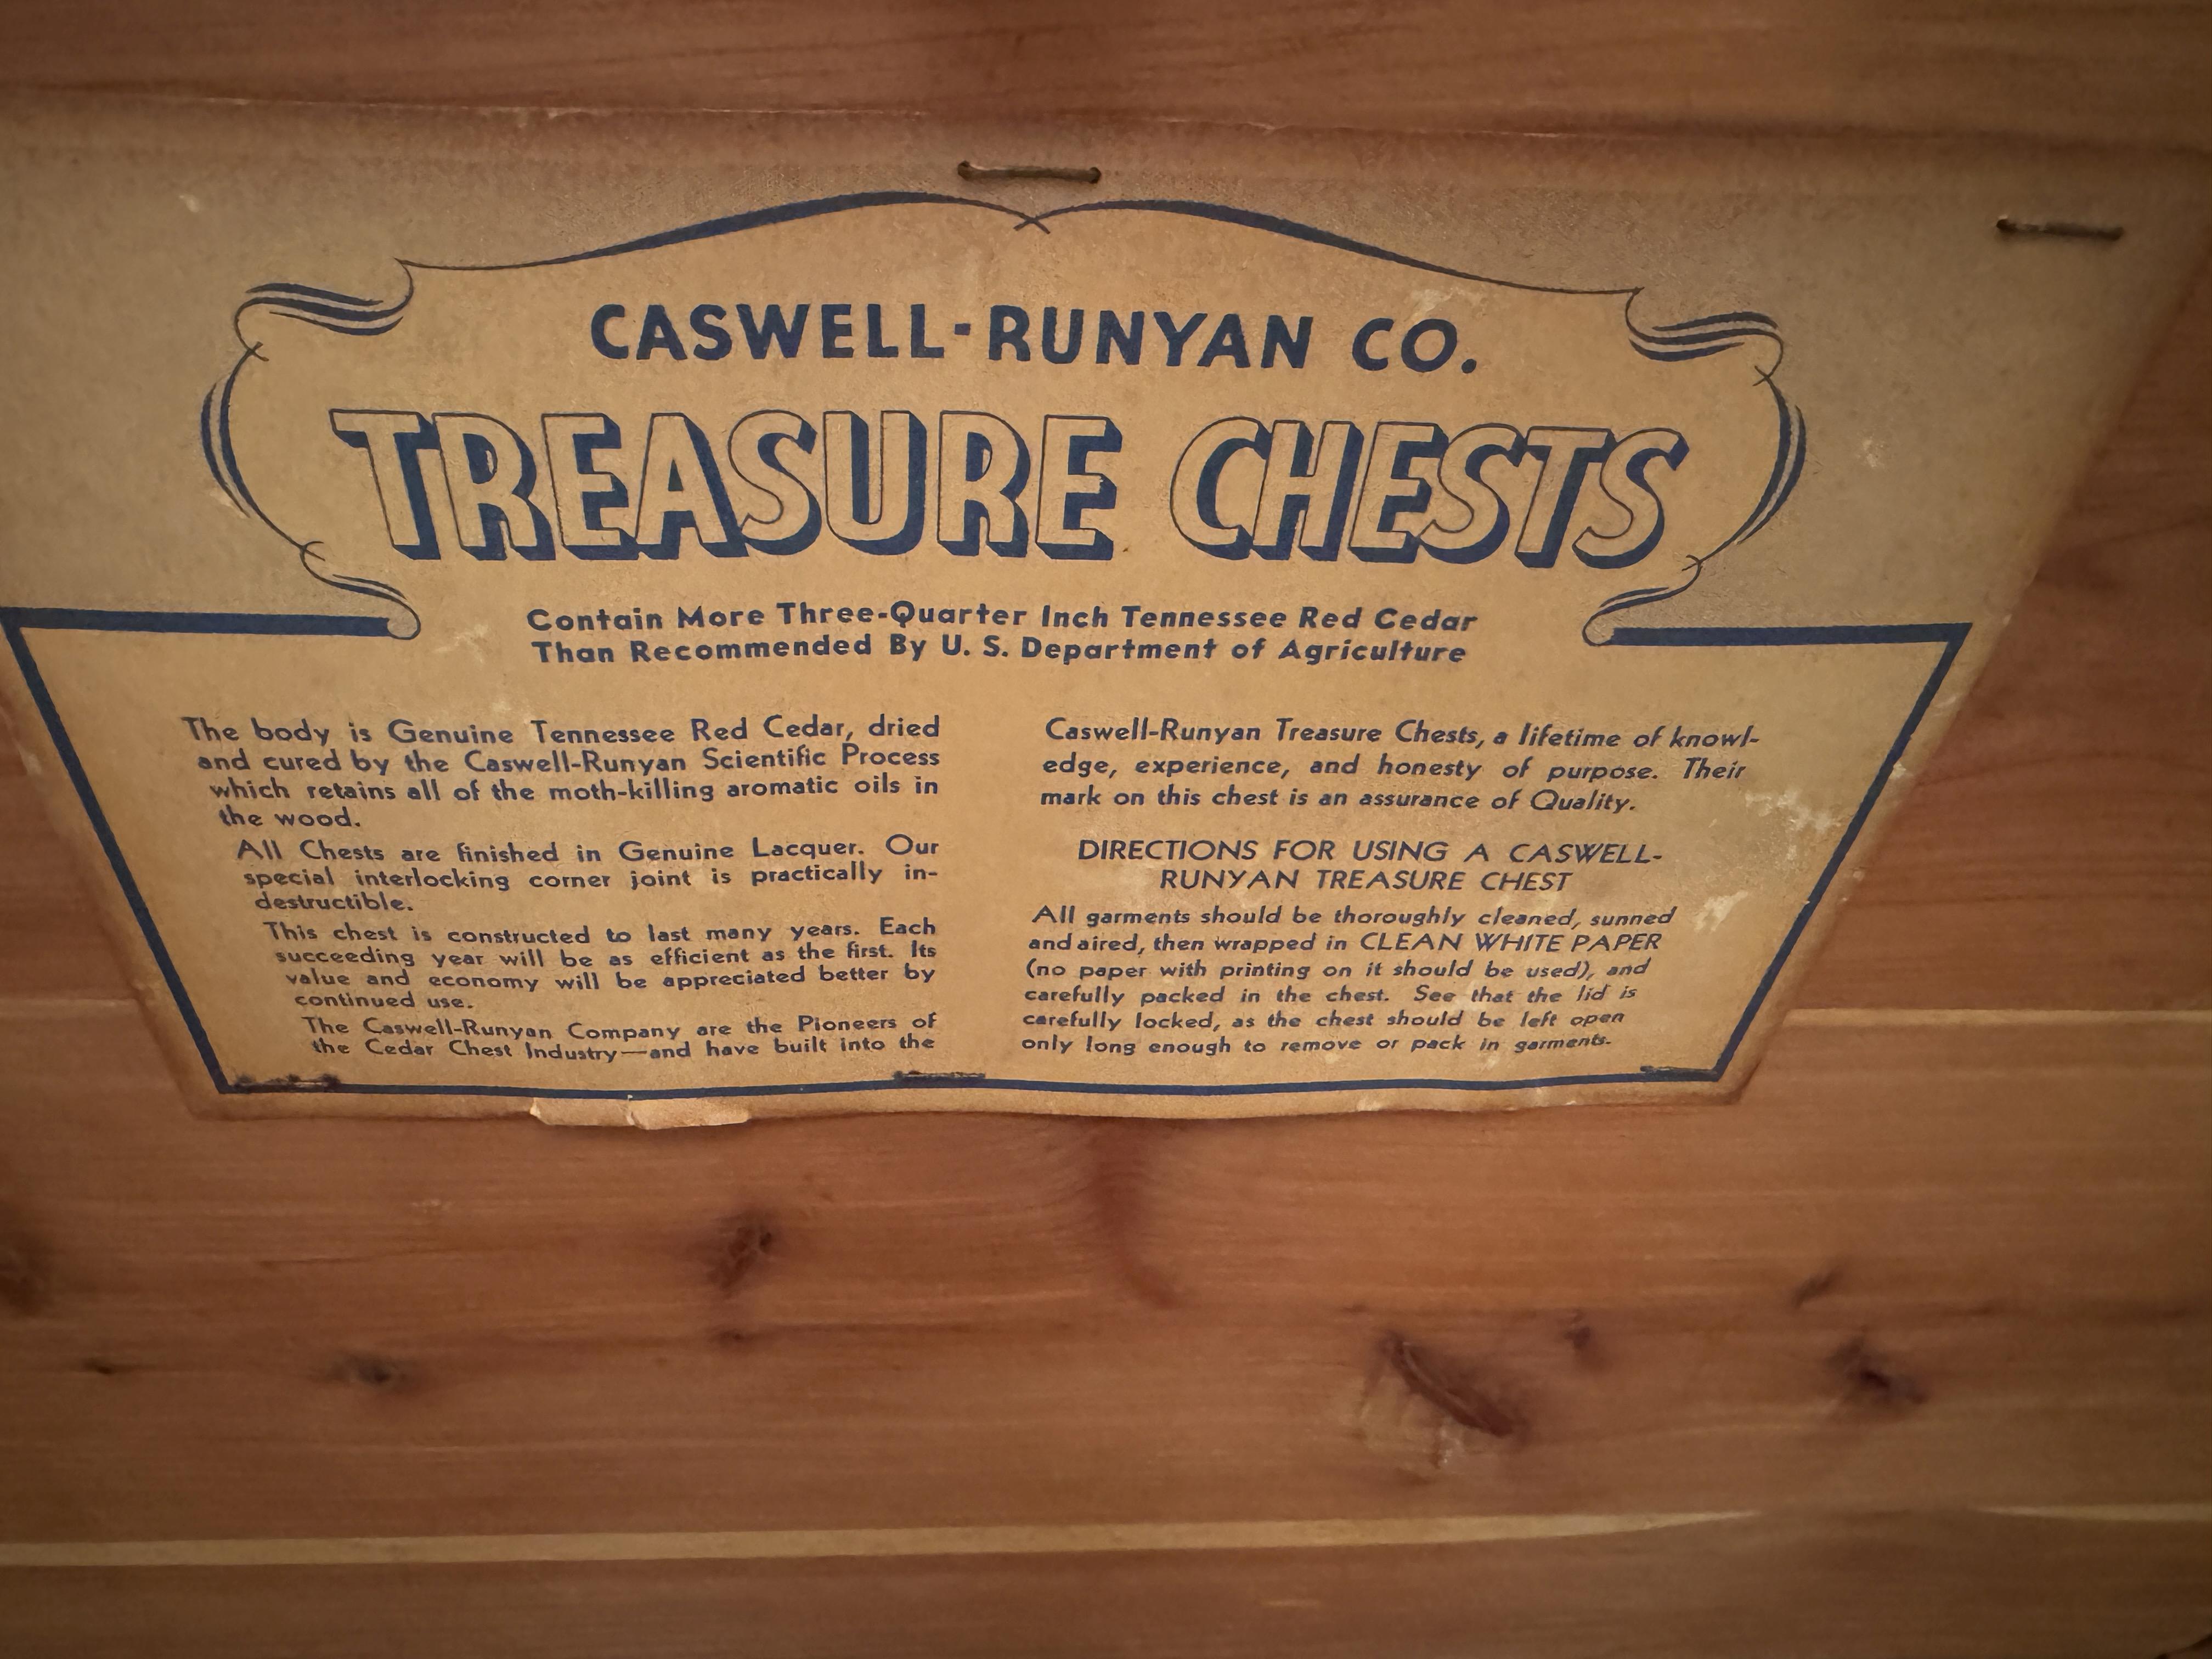 CASWELL-RUNYAN CO.
TREASURE CHESTS
Contain More Three-Quarter Inch Tennessee Red Cedar
Than Recommended By U. S. Department of Agriculture
The body is Genuine Tennessee Red Cedar, dried
and cured by the Caswell-Runyan Scientific Process
which retains all of the moth-killing aromatic oils in
the wood.
All Chests are finished in Genuine Lacquer. Our
special interlocking corner joint is practically in-
destructible.
This chest is constructed to last many years. Each
succeeding year will be as efficient as the first. Its
value and economy will be appreciated better by
continued use.
The Caswell-Runyan Company are the Pioneers of
the Cedar Chest Industry—and have built into the
Caswell-Runyan Treasure Chests, a lifetime of knowl-
edge, experience, and honesty of purpose. Their
mark on this chest is an assurance of Quality.
DIRECTIONS FOR USING A CASWELL-
RUNYAN TREASURE CHEST
All garments should be thoroughly cleaned, sunned
and aired, then wrapped in CLEAN WHITE PAPER
(no paper with printing on it should be used), and
carefully packed in the chest. See that the lid is
carefully locked, as the chest should be left open
only long enough to remove or pack in garments.